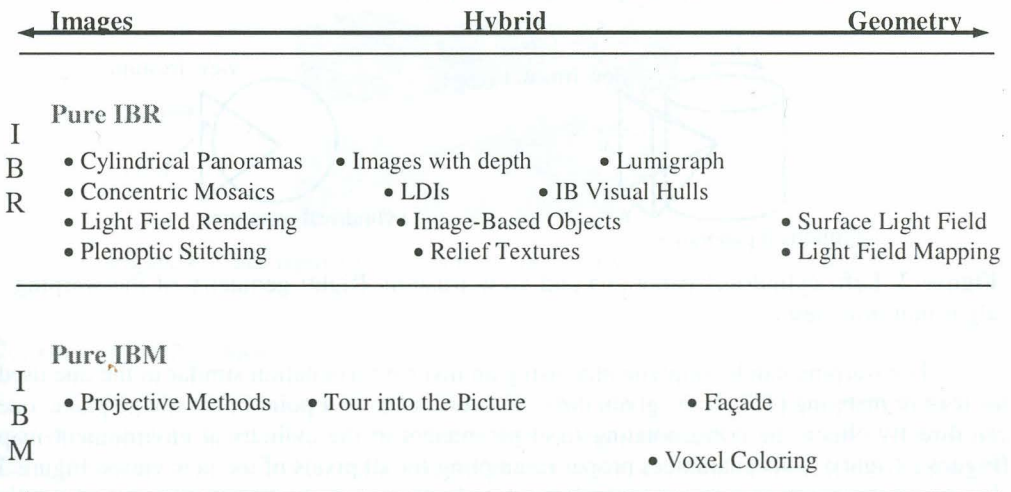 Images Hybrid Geometry
Pure IBR
I
B
R
• Cylindrical Panoramas • Images with depth • Lumigraph
• Concentric Mosaics • LDIs • IB Visual Hulls
• Light Field Rendering • Image-Based Objects • Surface Light Field
• Plenoptic Stitching • Relief Textures • Light Field Mapping
Pure IBM
I
B
M
• Projective Methods • Tour into the Picture • Façade
• Voxel Coloring